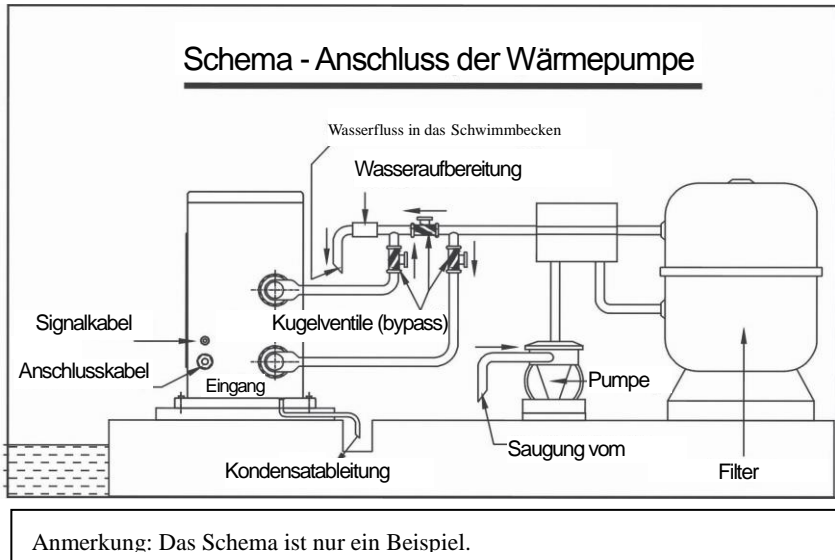 Schema - Anschluss der Wärmepumpe
Wasserfluss in das Schwimmbecken
Wasseraufbereitung
Signalkabel
Kugelventile (bypass)
Anschlusskabel
Eingang
Pumpe
Saugung vom
Kondensatableitung
Filter
Anmerkung: Das Schema ist nur ein Beispiel.